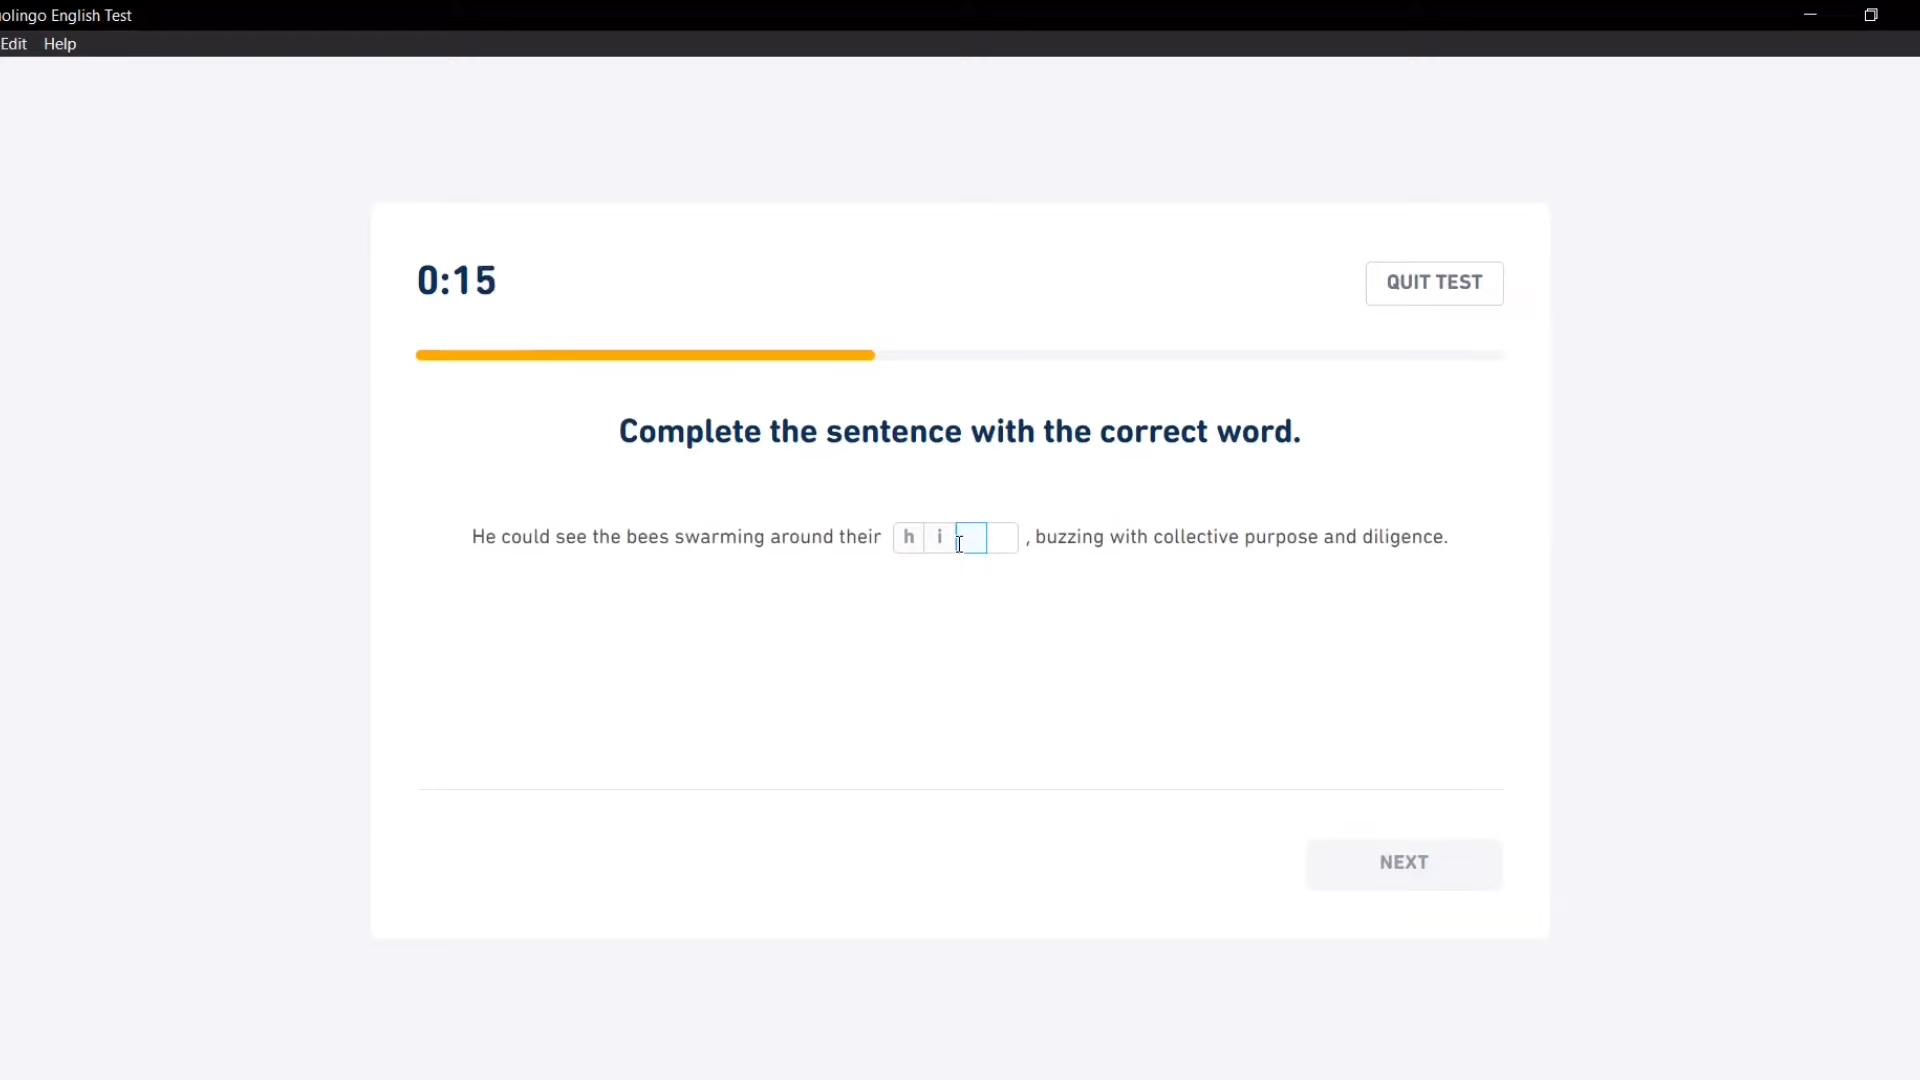 olingo English Test
Edit Help
0:15
QUIT TEST
Complete the sentence with the correct word.
He could see the bees swarming around their h i , buzzing with collective purpose and diligence.
NEXT